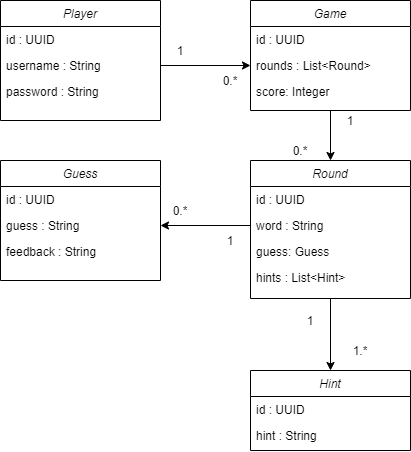 Player
id : UUID
username : String
password : String
1
0.*
Game
id : UUID
rounds : List<Round>
score: Integer
1
0.*
Guess
id : UUID
guess : String
feedback : String
0.*
1
Round
id : UUID
word : String
guess: Guess
hints : List<Hint>
1
1.*
Hint
id : UUID
hint : String